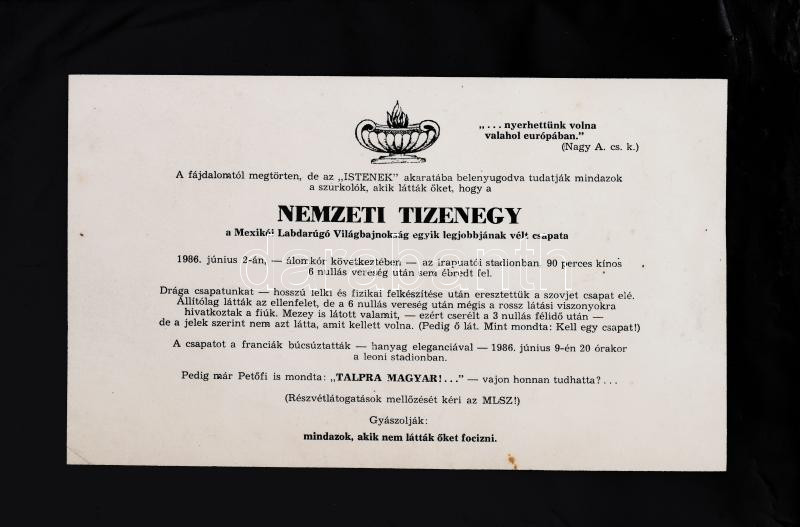 „. . . nyerhettünk volna
valahol európában.”
(Nagy A. cs. k.)
A fájdalomtól megtörten, de az „ISTENEK” akaratába belenyugodva tudatják mindazok
a szurkolók, akik látták őket, hogy a
NEMZETI TIZENEGY
a Mexikói Labdarúgó Világbajnokság egyik legjobbjának vélt csapata
1986. június 2-án, — álomkór következtében — az irapuatói stadionban. 90 perces kínos
6 nullás vereség után sem ébredt fel.
Drága csapatunkat — hosszú lelki és fizikai felkészítése után eresztettük a szovjet csapat elé.
Állítólag látták az ellenfelet, de a 6 nullás vereség után mégis a rossz látási viszonyokra
hivatkoztak a fiúk. Mezey is látott valamit, — ezért cserélt a 3 nullás félidő után —
de a jelek szerint nem azt látta, amit kellett volna. (Pedig ő lát. Mint mondta: Kell egy csapat!)
A csapatot a franciák búcsúztatták — hanyag eleganciával — 1986. június 9-én 20 órakor
a leoni stadionban.
Pedig már Petőfi is mondta: „TALPRA MAGYAR!...” — vajon honnan tudhatta?...
(Részvétlátogatások mellőzését kéri az MLSZ!)
Gyászolják:
mindazok, akik nem látták őket focizni.
darabanth